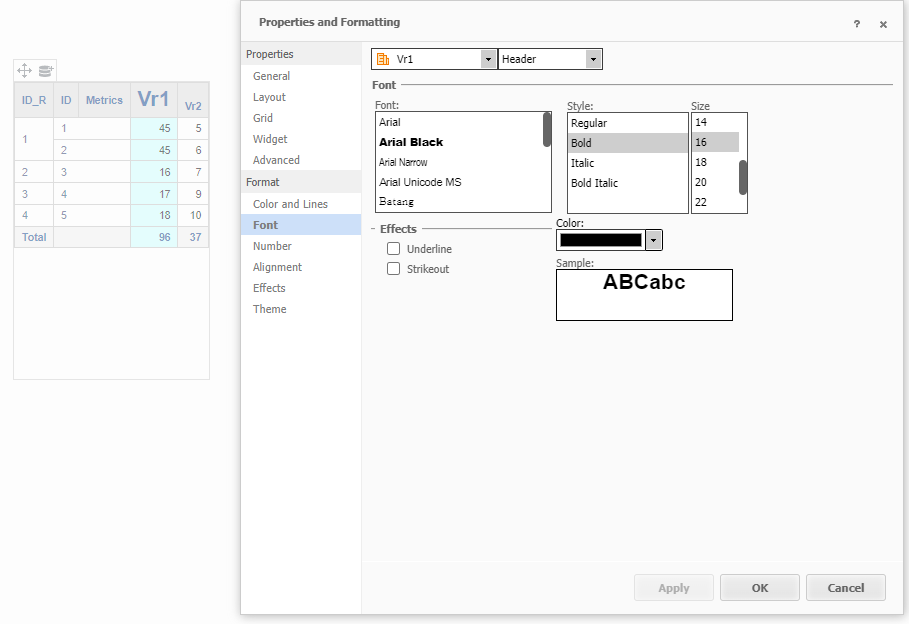 Properties and Formatting
? ×
Properties
General
Layout
Grid
Widget
Advanced
Format
Color and Lines
Font
Number
Alignment
Effects
Theme
Vr1 Header
Font
Font:
Arial
Arial Black
Arial Narrow
Arial Unicode MS
Batang
Style:
Regular
Bold
Italic
Bold Italic
Size
14
16
18
20
22
Effects
Underline
Strikeout
Color:
Sample:
ABCabc
Apply OK Cancel
ID_R ID Metrics Vr1 Vr2
1 1 45 5
2 45 6
2 3 16 7
3 4 17 9
4 5 18 10
Total 96 37